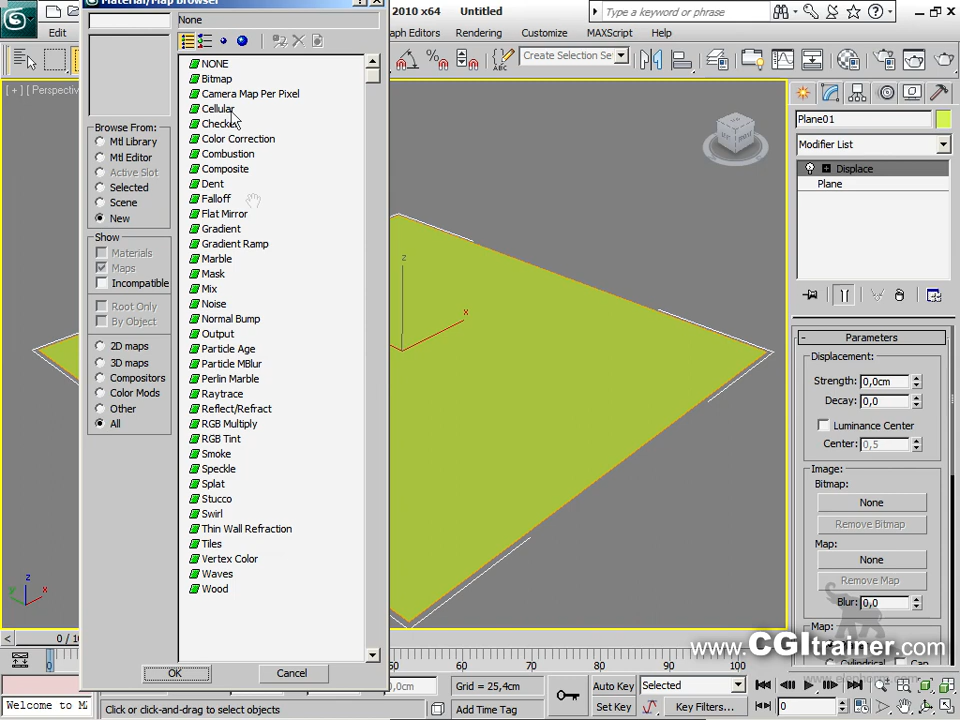 Material/Map Browser
2010 x64 Untitled
Type a keyword or phrase
Edit
Graph Editors Rendering Customize MAXScript Help
Create Selection Se
None
NONE
Bitmap
Camera Map Per Pixel
Cellular
Checker
Color Correction
Combustion
Composite
Dent
Falloff
Flat Mirror
Gradient
Gradient Ramp
Marble
Mask
Mix
Noise
Normal Bump
Output
Particle Age
Particle MBlur
Perlin Marble
Raytrace
Reflect/Refract
RGB Multiply
RGB Tint
Smoke
Speckle
Splat
Stucco
Swirl
Thin Wall Refraction
Tiles
Vertex Color
Waves
Wood
Browse From:
Mtl Library
Mtl Editor
Active Slot
Selected
Scene
New
Show
Materials
Maps
Incompatible
Root Only
By Object
2D maps
3D maps
Compositors
Color Mods
Other
All
OK Cancel
[ + ] [ Perspective
z
x
z
x
Plane01
Modifier List
Displace
Plane
Parameters
Displacement:
Strength: 0,0cm
Decay: 0,0
Luminance Center
Center: 0,5
Image:
Bitmap:
None
Remove Bitmap
Map:
None
Remove Map
Blur: 0,0
Map:
Cylindrical Cap
www.CGItrainer.com
0 / 10
50 60 70 80 90 100
0,0cm Grid = 25,4cm
Auto Key Selected
Set Key Key Filters...
0
Welcome to M
Click or click-and-drag to select objects
Add Time Tag